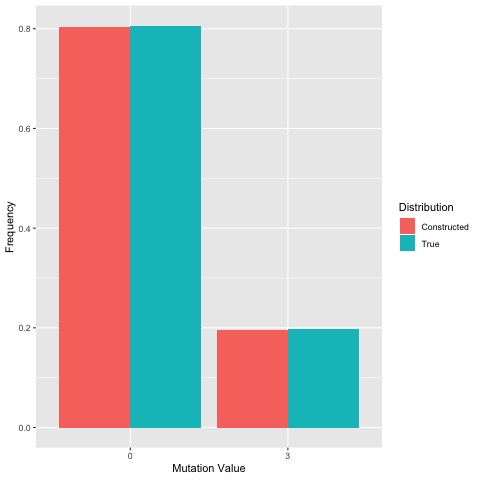 0.8
0.6
0.4
0.2
0.0
Frequency
0 3
Mutation Value
Distribution
Constructed
True